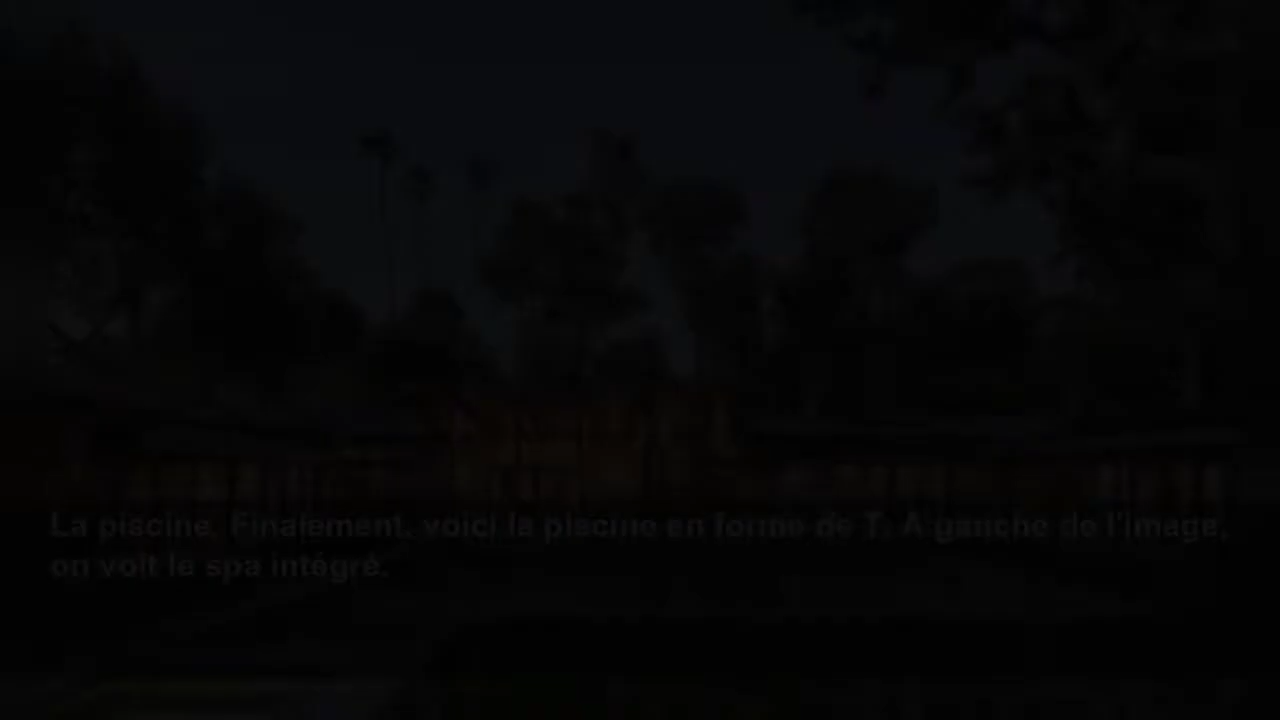 La piscine. Finalement, voici la piscine en forme de T. A gauche de l'image,
on voit le spa intégré.